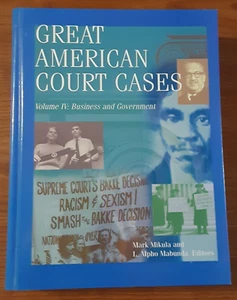 GREAT
AMERICAN
COURT CASES
Volume IV: Business and Government
SUPREME COURT'S BAKKE DECISION
RACISM & SEXISM!
SMASH the BAKKE DECISION
NATIONAL
Mark Mikula and
L. Mpho Mabunda, Editors